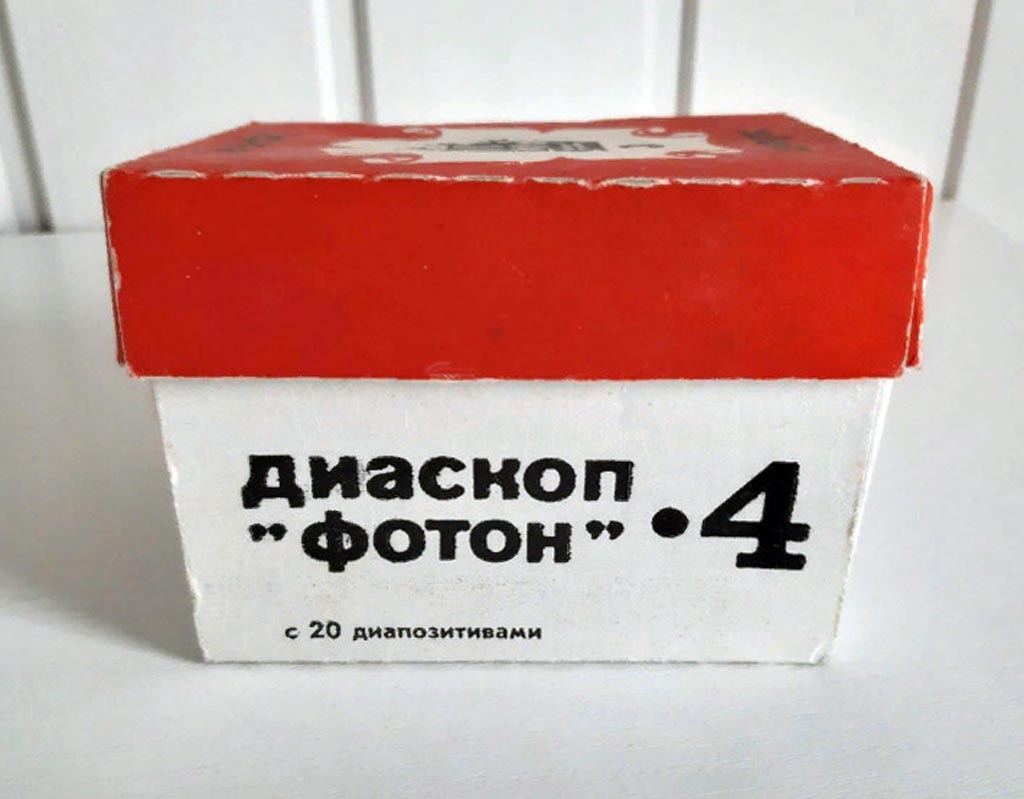 диаскоп
"фотон" • 4
с 20 диапозитивами